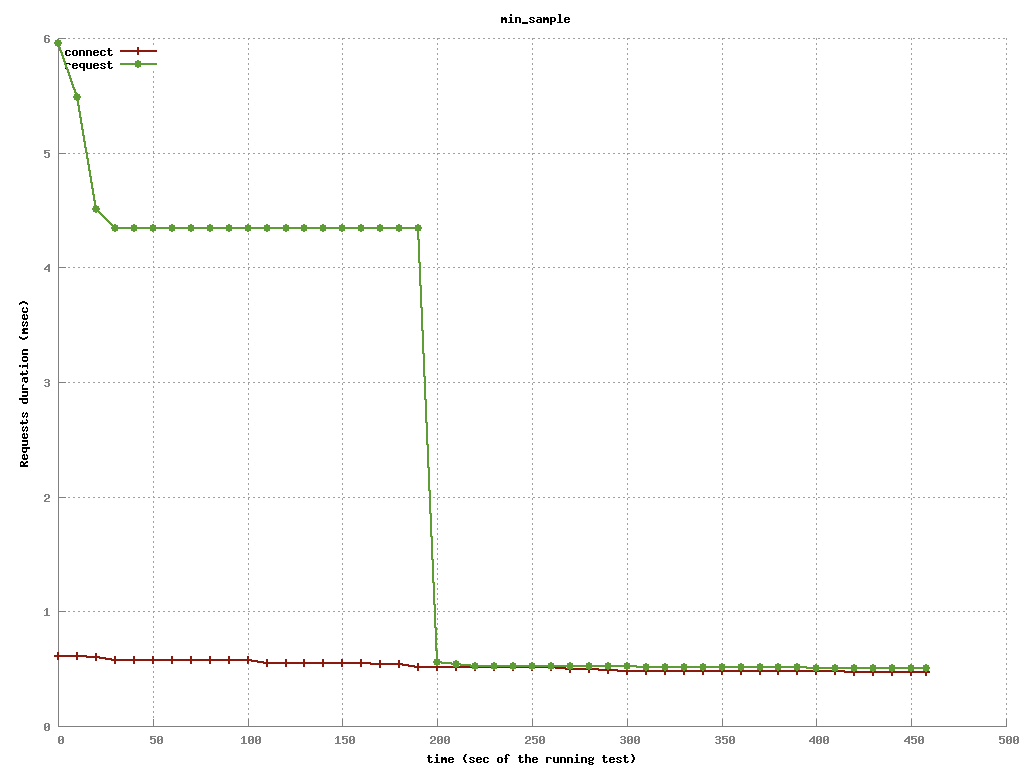 min_sample
connect
request
6
5
4
3
2
1
0
Requests duration (msec)
0 50 100 150 200 250 300 350 400 450 500
time (sec of the running test)